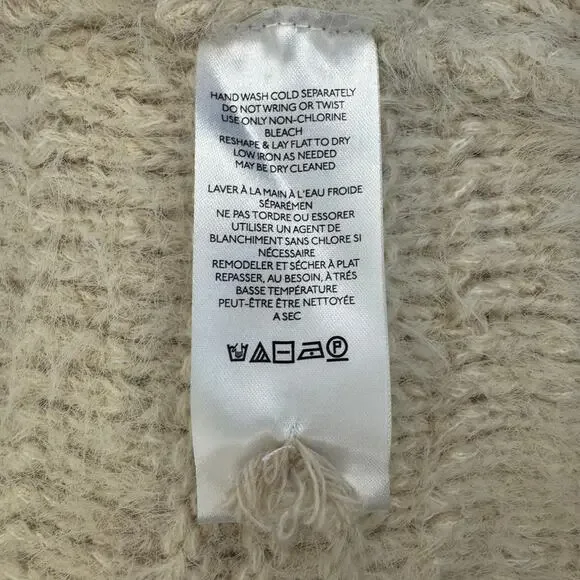 HAND WASH COLD SEPARATELY
DO NOT WRING OR TWIST
USE ONLY NON-CHLORINE
BLEACH
RESHAPE & LAY FLAT TO DRY
LOW IRON AS NEEDED
MAY BE DRY CLEANED
LAVER À LA MAIN À L'EAU FROIDE
SÉPARÉMEN
NE PAS TORDRE OU ESSORER
UTILISER UN AGENT DE
BLANCHIMENT SANS CHLORE SI
NÉCESSAIRE
REMODELER ET SÉCHER À PLAT
REPASSER, AU BESOIN, À TRÉS
BASSE TEMPÉRATURE
PEUT-ÊTRE ÊTRE NETTOYÉE
A SEC
P